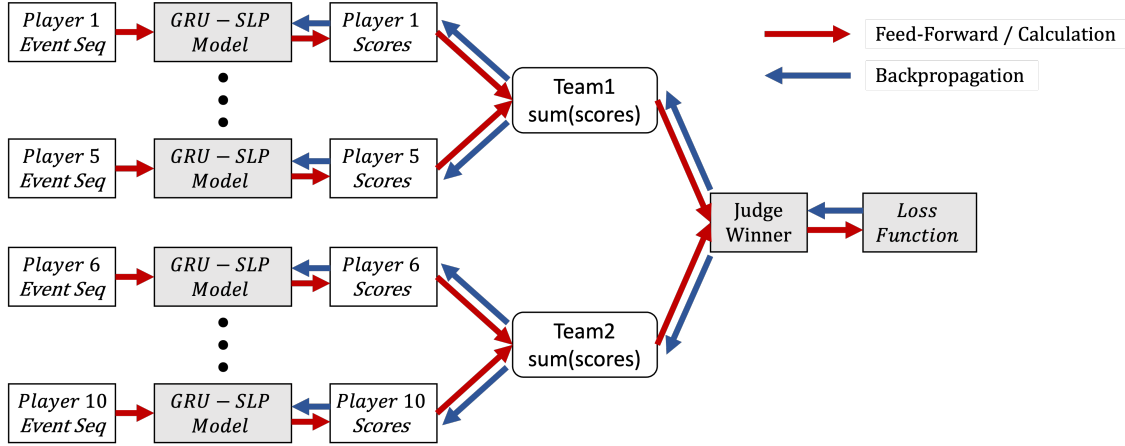 Player 1
Event Seq
GRU − SLP
Model
Player 1
Scores
Feed-Forward / Calculation
Backpropagation
Team1
sum(scores)
Player 5
Event Seq
GRU − SLP
Model
Player 5
Scores
Judge
Winner
Loss
Function
Player 6
Event Seq
GRU − SLP
Model
Player 6
Scores
Team2
sum(scores)
Player 10
Event Seq
GRU − SLP
Model
Player 10
Scores